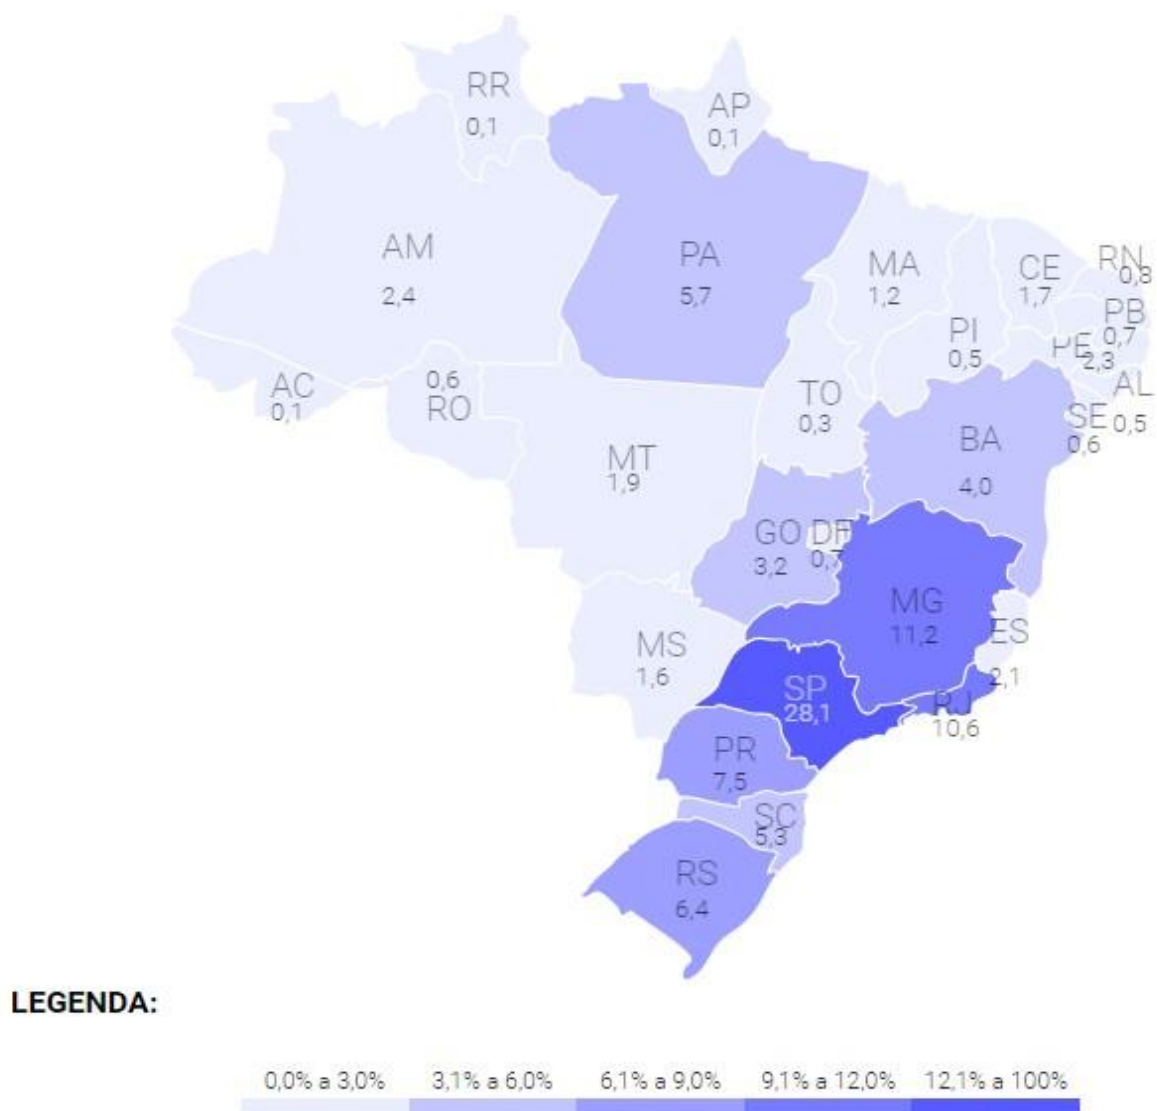 RR
0,1
AP
0,1
AM
2,4
PA
5,7
MA
1,2
CE
1,7
RN
0,8
PB
0,7
PI
0,5
PE
2,3
AC
0,1
0,6
RO
TO
0,3
AL
0,5
SE
0,6
BA
4,0
MT
1,9
GO
3,2
DF
0,7
MG
11,2
ES
2,1
MS
1,6
SP
28,1
RJ
10,6
PR
7,5
SC
5,3
RS
6,4
LEGENDA:
0,0% a 3,0% 3,1% a 6,0% 6,1% a 9,0% 9,1% a 12,0% 12,1% a 100%